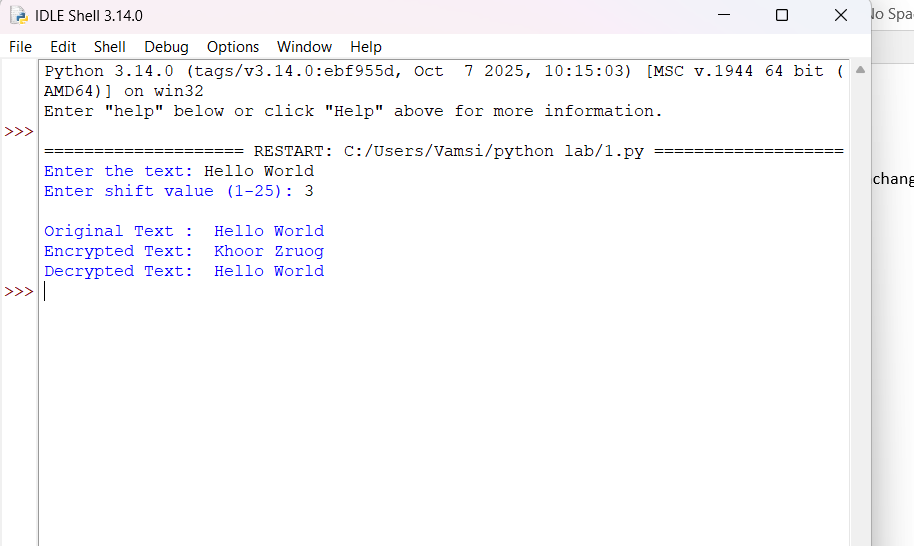 IDLE Shell 3.14.0
File Edit Shell Debug Options Window Help
Python 3.14.0 (tags/v3.14.0:ebf955d, Oct  7 2025, 10:15:03) [MSC v.1944 64 bit (
AMD64)] on win32
Enter "help" below or click "Help" above for more information.
>>>
==================== RESTART: C:/Users/Vamsi/python lab/1.py ===================
Enter the text: Hello World
Enter shift value (1-25): 3
Original Text :  Hello World
Encrypted Text:  Khoor Zruog
Decrypted Text:  Hello World
>>>